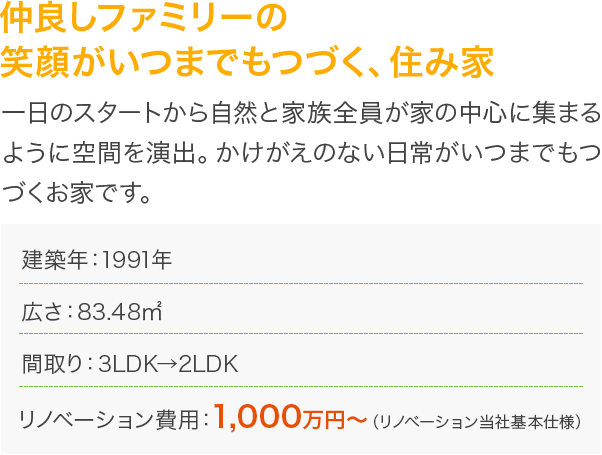 仲良しファミリーの
笑顔がいつまでもつづく、住み家
一日のスタートから自然と家族全員が家の中心に集まる
ように空間を演出。かけがえのない日常がいつまでもつ
づくお家です。
建築年：1991年
広さ：83.48㎡
間取り：3LDK→2LDK
リノベーション費用：1,000万円〜（リノベーション当社基本仕様）